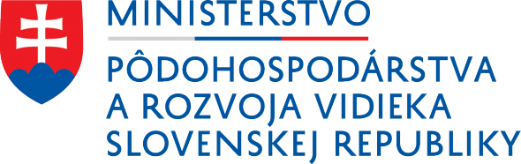 MINISTERSTVO
PÔDOHOSPODÁRSTVA
A ROZVOJA VIDIEKA
SLOVENSKEJ REPUBLIKY